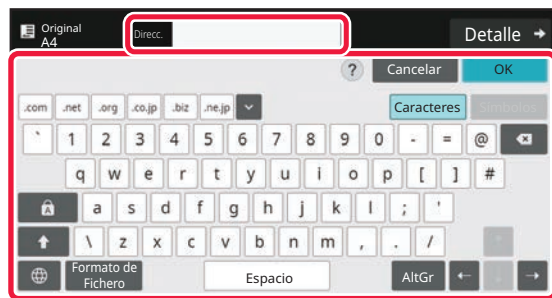 Original
A4
Direcc.
Detalle →
? Cancelar OK
.com .net .org .co.jp .biz .ne.jp Caracteres Símbolos
` 1 2 3 4 5 6 7 8 9 0 - = @
q w e r t y u i o p [ ] #
A a s d f g h j k l ; '
\ z x c v b n m , . /
Formato de
Fichero
Espacio AltGr ← ↓ →